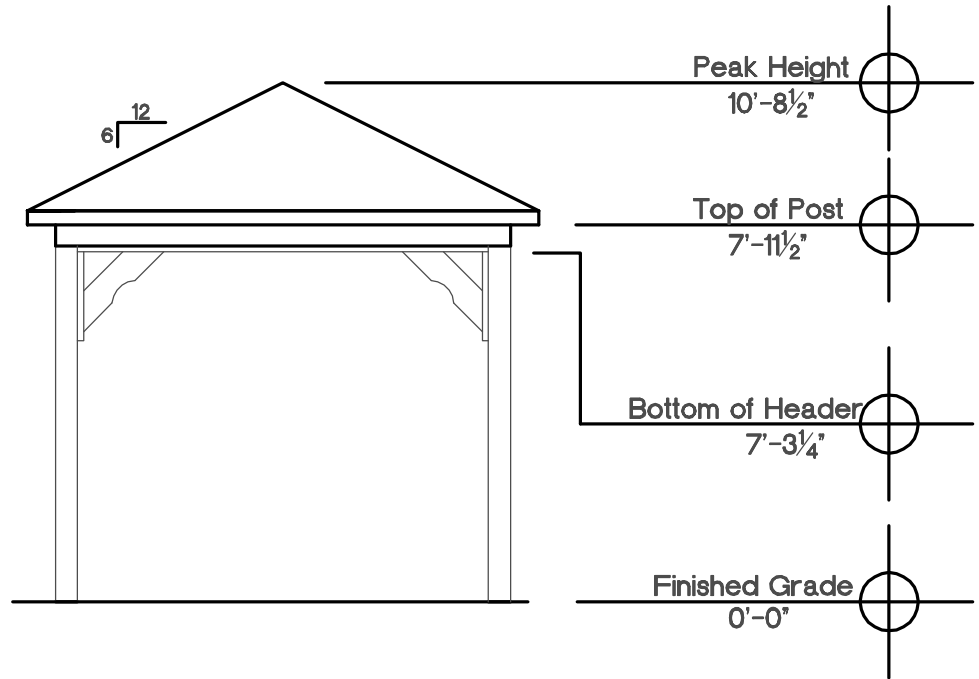 Peak Height
10'-8½"
12
6
Top of Post
7'-11½"
Bottom of Header
7'-3¼"
Finished Grade
0'-0"